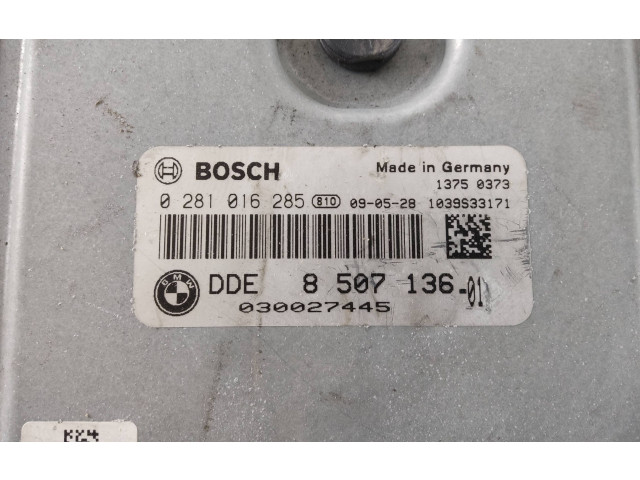 BOSCH Made in Germany
1375 0373
0 281 016 285 810 09-05-28 1039S33171
BMW DDE 8 507 136-01
030027445